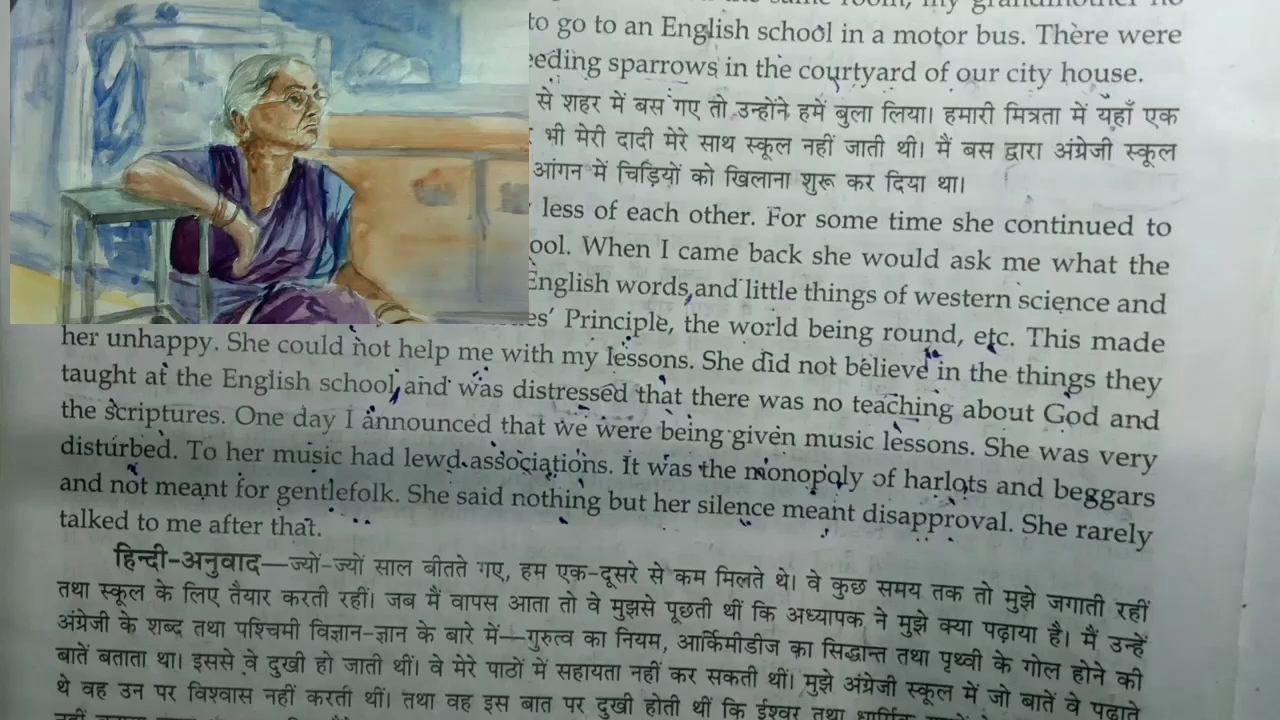 to go to an English school in a motor bus. There were
sparrows in the courtyard of our city house.
से शहर में बस गए तो उन्होंने हमें बुला लिया। हमारी मित्रता में यहाँ एक
भी मेरी दादी मेरे साथ स्कूल नहीं जाती थी। मैं बस द्वारा अंग्रेजी स्कूल
आंगन में चिड़ियों को खिलाना शुरू कर दिया था।
less of each other. For some time she continued to
When I came back she would ask me what the
English words and little things of western science and
Principle, the world being round, etc. This made
her unhappy. She could not help me with my lessons. She did not believe in the things they
taught at the English school and was distressed that there was no teaching about God and
the scriptures. One day I announced that we were being given music lessons. She was very
disturbed. To her music had lewd associations. It was the monopoly of harlots and beggars
and not meant for gentlefolk. She said nothing but her silence meant disapproval. She rarely
talked to me after that.
हिन्दी-अनुवाद—ज्यों-ज्यों साल बीतते गए, हम एक-दूसरे से कम मिलते थे। वे कुछ समय तक तो मुझे जगाती रहीं
तथा स्कूल के लिए तैयार करती रहीं। जब मैं वापस आता तो वे मुझसे पूछती थीं कि अध्यापक ने मुझे क्या पढ़ाया है। मैं उन्हें
अंग्रेजी के शब्द तथा पश्चिमी विज्ञान-ज्ञान के बारे में—गुरुत्व का नियम, आर्किमीडीज का सिद्धान्त तथा पृथ्वी के गोल होने की
बातें बताता था। इससे वे दुखी हो जाती थीं। वे मेरे पाठों में सहायता नहीं कर सकती थीं। मुझे अंग्रेजी स्कूल में जो बातें वे पढ़ाते
थे वह उन पर विश्वास नहीं करती थीं। तथा वह इस बात पर दुखी होती थीं कि ईश्वर तथा